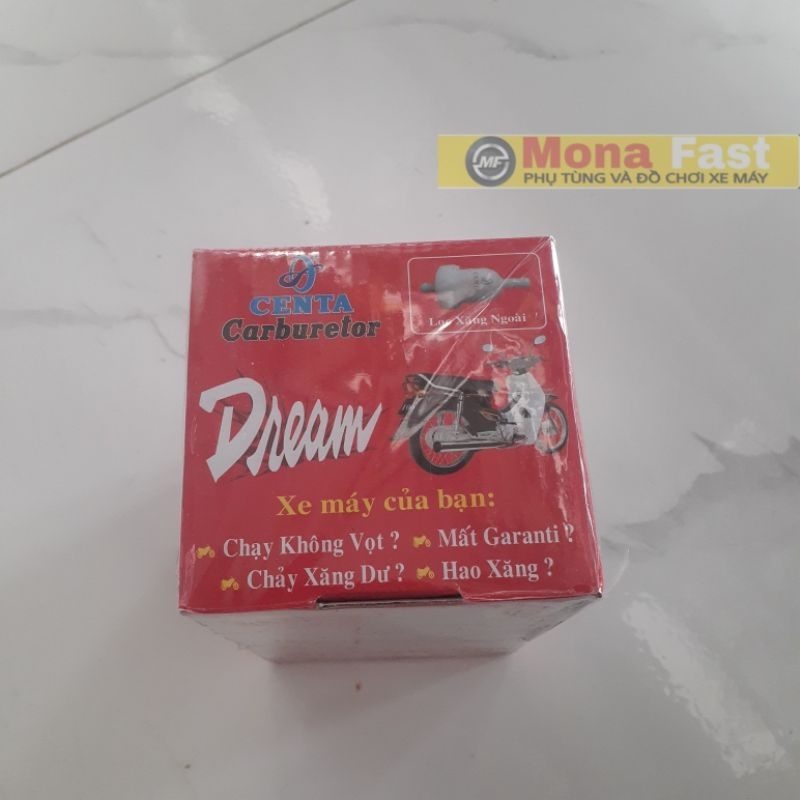 MF
Mona Fast
PHỤ TÙNG VÀ ĐỒ CHƠI XE MÁY
CENTA
Carburetor
Lọc Xăng Ngoài
Dream
Xe máy của bạn:
Chạy Không Vọt ?
Mất Garanti ?
Chảy Xăng Dư ?
Hao Xăng ?